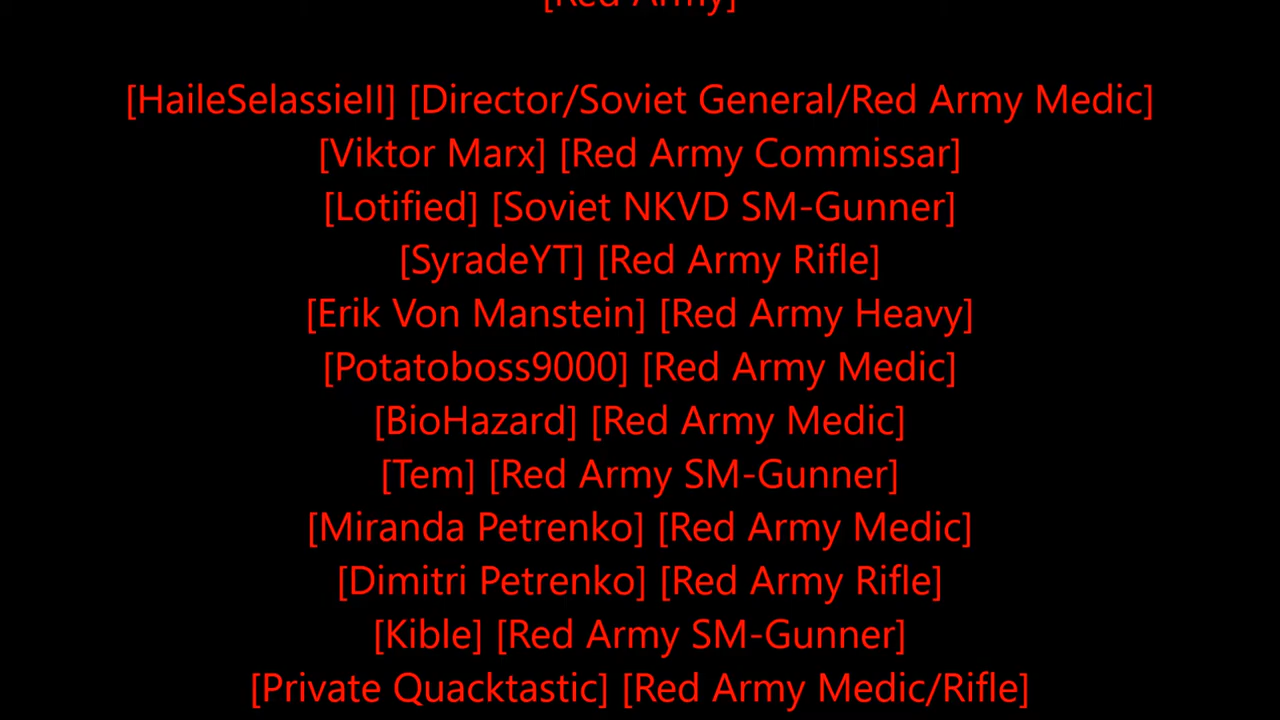 [Red Army]
[HaileSelassieII] [Director/Soviet General/Red Army Medic]
[Viktor Marx] [Red Army Commissar]
[Lotified] [Soviet NKVD SM-Gunner]
[SyradeYT] [Red Army Rifle]
[Erik Von Manstein] [Red Army Heavy]
[Potatoboss9000] [Red Army Medic]
[BioHazard] [Red Army Medic]
[Tem] [Red Army SM-Gunner]
[Miranda Petrenko] [Red Army Medic]
[Dimitri Petrenko] [Red Army Rifle]
[Kible] [Red Army SM-Gunner]
[Private Quacktastic] [Red Army Medic/Rifle]